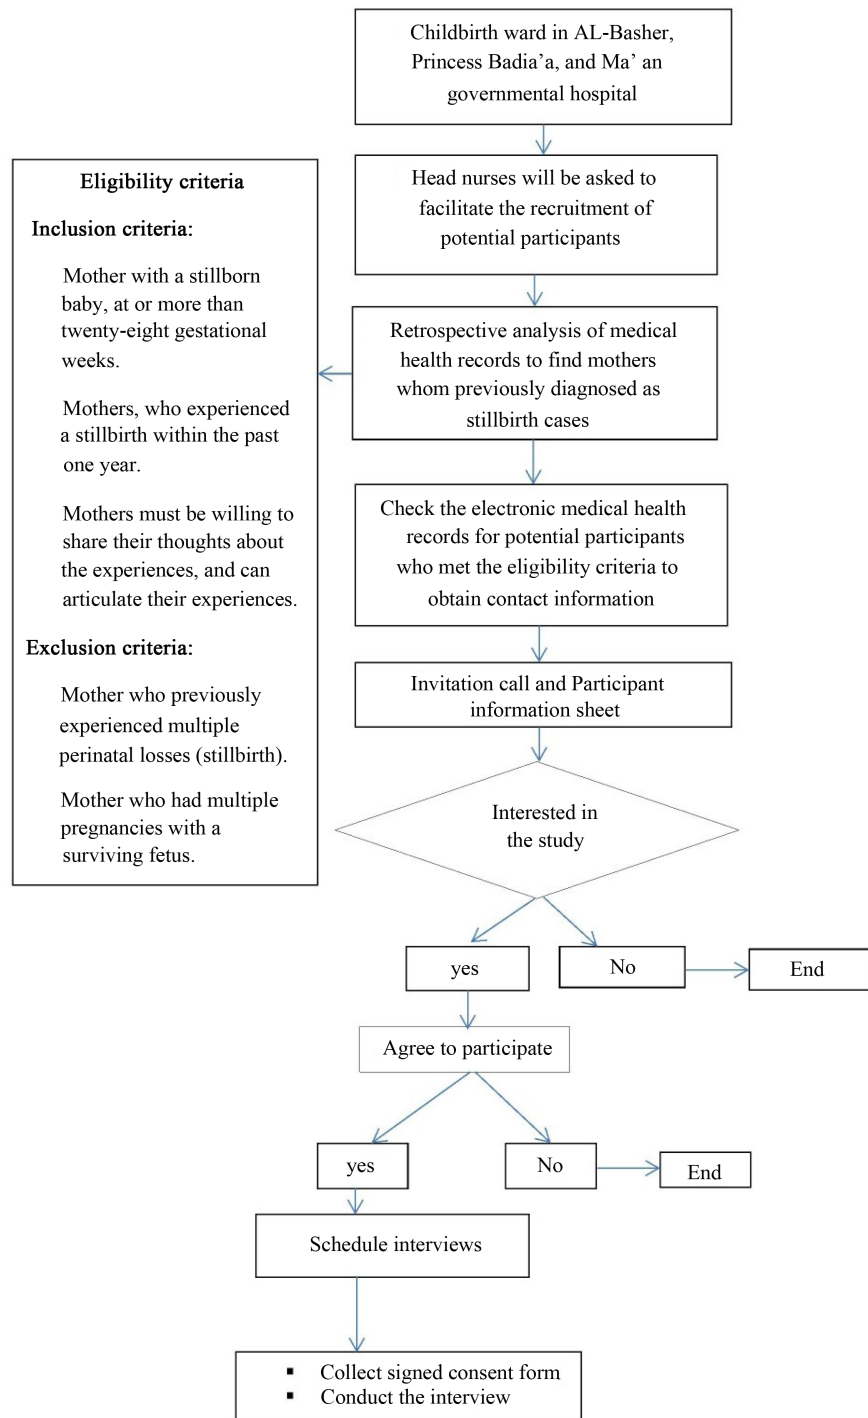 Childbirth ward in AL-Basher,
Princess Badia’a, and Ma’ an
governmental hospital
Head nurses will be asked to
facilitate the recruitment of
potential participants
Retrospective analysis of medical
health records to find mothers
whom previously diagnosed as
stillbirth cases
Eligibility criteria
Inclusion criteria:
Mother with a stillborn
baby, at or more than
twenty-eight gestational
weeks.
Mothers, who experienced
a stillbirth within the past
one year.
Mothers must be willing to
share their thoughts about
the experiences, and can
articulate their experiences.
Exclusion criteria:
Mother who previously
experienced multiple
perinatal losses (stillbirth).
Mother who had multiple
pregnancies with a
surviving fetus.
Check the electronic medical health
records for potential participants
who met the eligibility criteria to
obtain contact information
Invitation call and Participant
information sheet
Interested in
the study
yes
No
End
Agree to participate
yes
No
End
Schedule interviews
▪ Collect signed consent form
▪ Conduct the interview